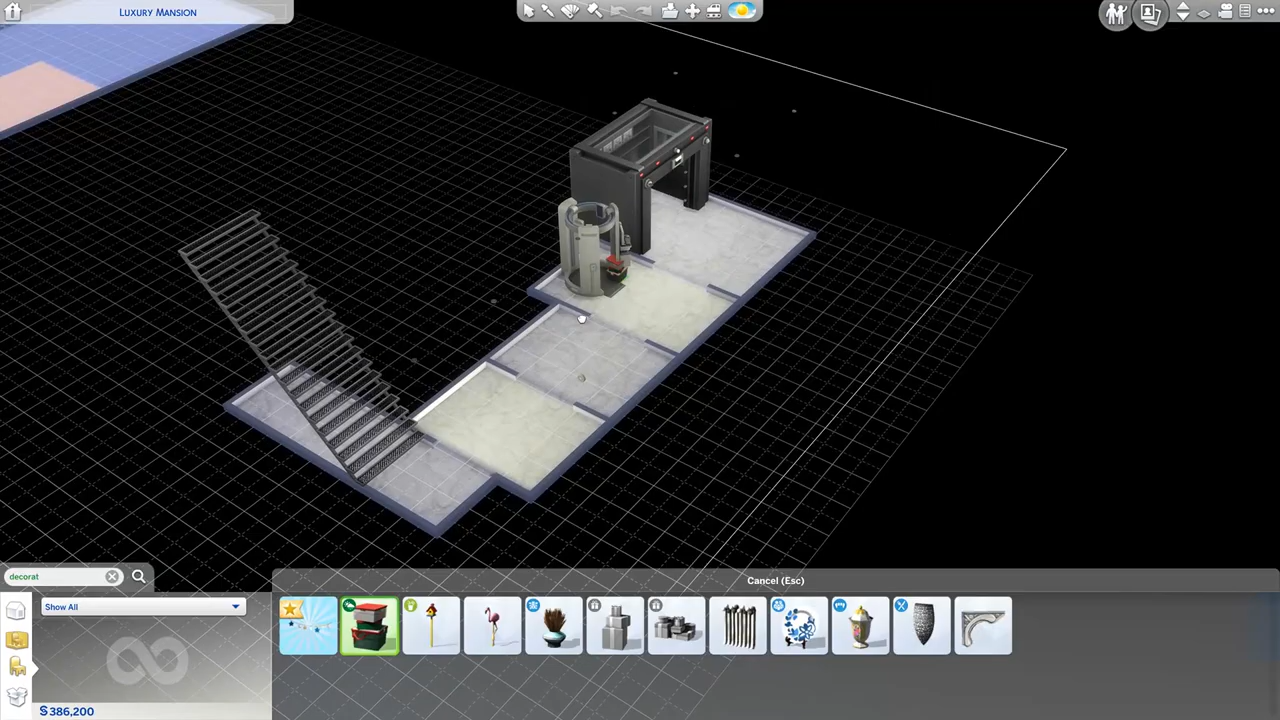 LUXURY MANSION
decorat
Cancel (Esc)
Show All
§386,200